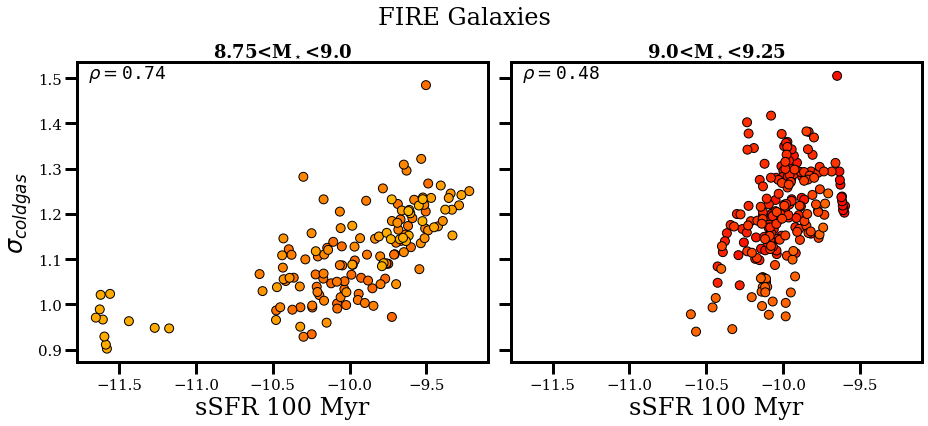 FIRE Galaxies
8.75<M⋆<9.0
9.0<M⋆<9.25
ρ=0.74
ρ=0.48
σcoldgas
1.5
1.4
1.3
1.2
1.1
1.0
0.9
−11.5 −11.0 −10.5 −10.0 −9.5
−11.5 −11.0 −10.5 −10.0 −9.5
sSFR 100 Myr
sSFR 100 Myr